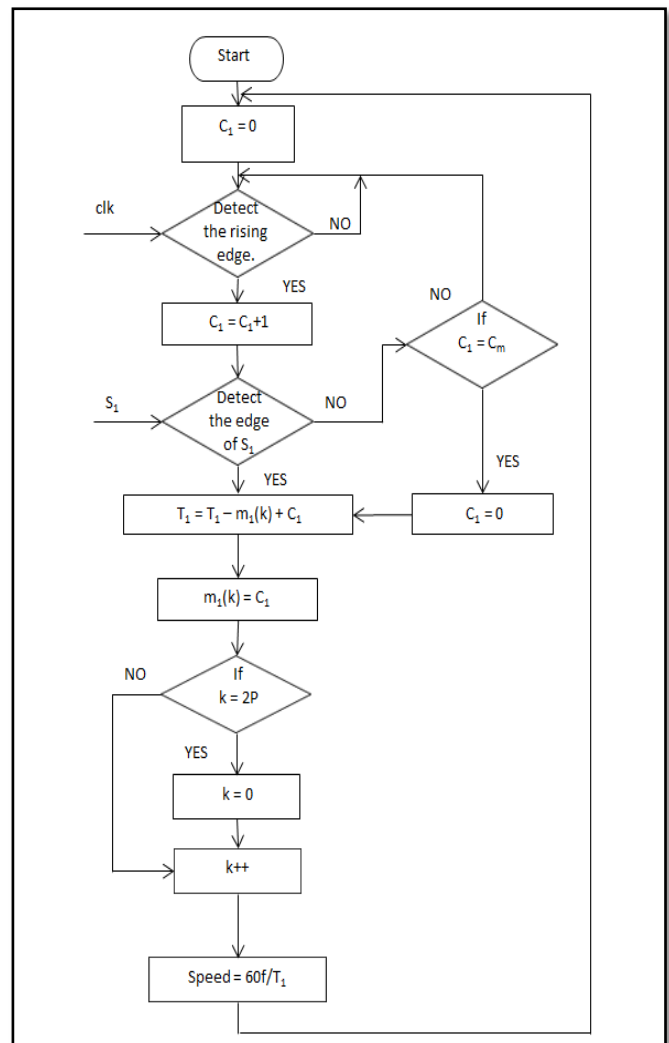 Start
C₁ = 0
clk
Detect
the rising
edge.
NO
YES
NO
C₁ = C₁+1
If
C₁ = Cₘ
S₁
Detect
the edge
of S₁
NO
YES
YES
T₁ = T₁ – m₁(k) + C₁
C₁ = 0
m₁(k) = C₁
NO
If
k = 2P
YES
k = 0
k++
Speed = 60f/T₁